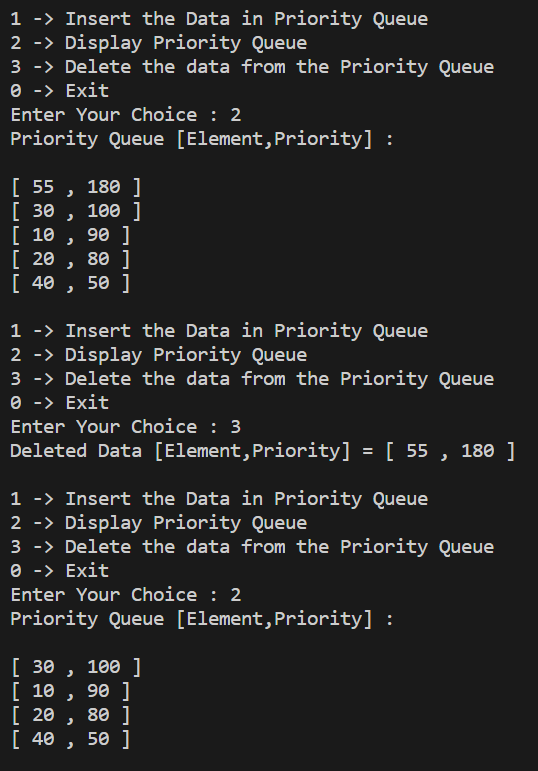 1 -> Insert the Data in Priority Queue
2 -> Display Priority Queue
3 -> Delete the data from the Priority Queue
0 -> Exit
Enter Your Choice : 2
Priority Queue [Element,Priority] :
[ 55 , 180 ]
[ 30 , 100 ]
[ 10 , 90 ]
[ 20 , 80 ]
[ 40 , 50 ]
1 -> Insert the Data in Priority Queue
2 -> Display Priority Queue
3 -> Delete the data from the Priority Queue
0 -> Exit
Enter Your Choice : 3
Deleted Data [Element,Priority] = [ 55 , 180 ]
1 -> Insert the Data in Priority Queue
2 -> Display Priority Queue
3 -> Delete the data from the Priority Queue
0 -> Exit
Enter Your Choice : 2
Priority Queue [Element,Priority] :
[ 30 , 100 ]
[ 10 , 90 ]
[ 20 , 80 ]
[ 40 , 50 ]